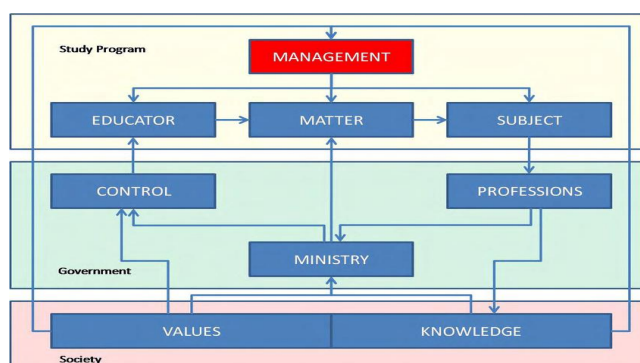 Study Program
MANAGEMENT
EDUCATOR
MATTER
SUBJECT
CONTROL
PROFESSIONS
MINISTRY
Government
VALUES
KNOWLEDGE
Society